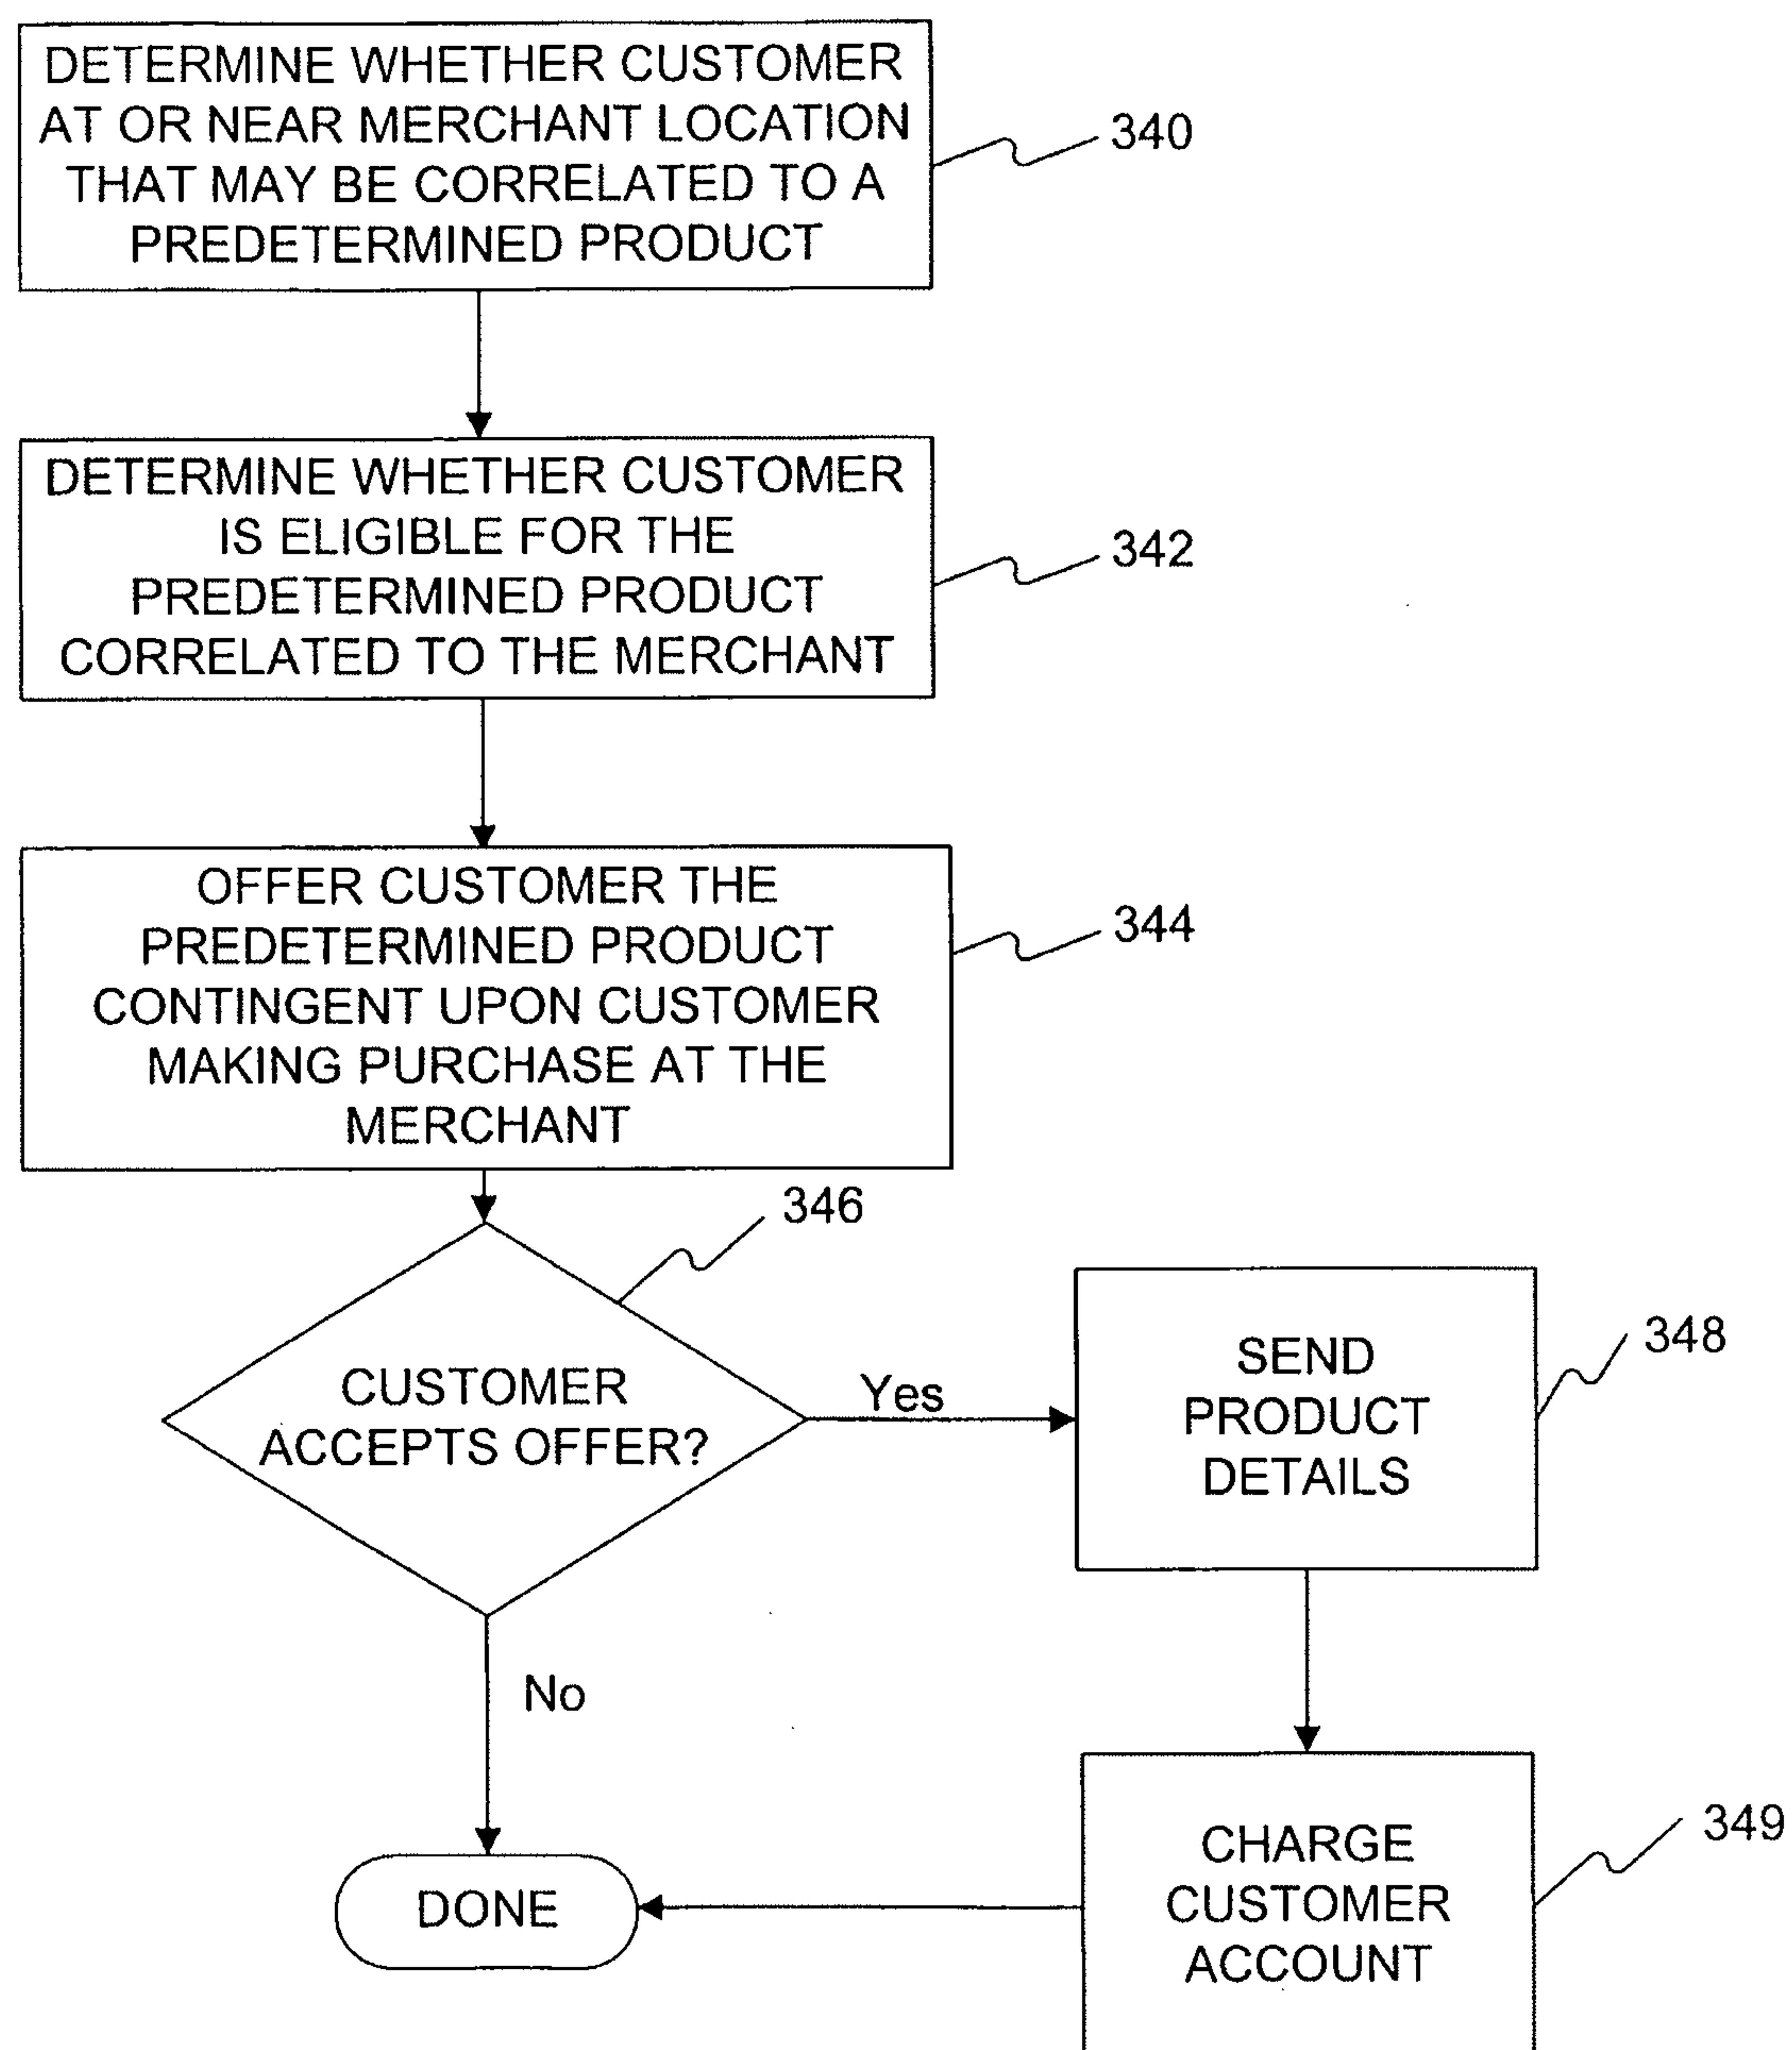 DETERMINE WHETHER CUSTOMER
AT OR NEAR MERCHANT LOCATION
THAT MAY BE CORRELATED TO A
PREDETERMINED PRODUCT
340
DETERMINE WHETHER CUSTOMER
IS ELIGIBLE FOR THE
PREDETERMINED PRODUCT
CORRELATED TO THE MERCHANT
342
OFFER CUSTOMER THE
PREDETERMINED PRODUCT
CONTINGENT UPON CUSTOMER
MAKING PURCHASE AT THE
MERCHANT
344
346
CUSTOMER
ACCEPTS OFFER?
Yes
SEND
PRODUCT
DETAILS
348
No
CHARGE
CUSTOMER
ACCOUNT
349
DONE